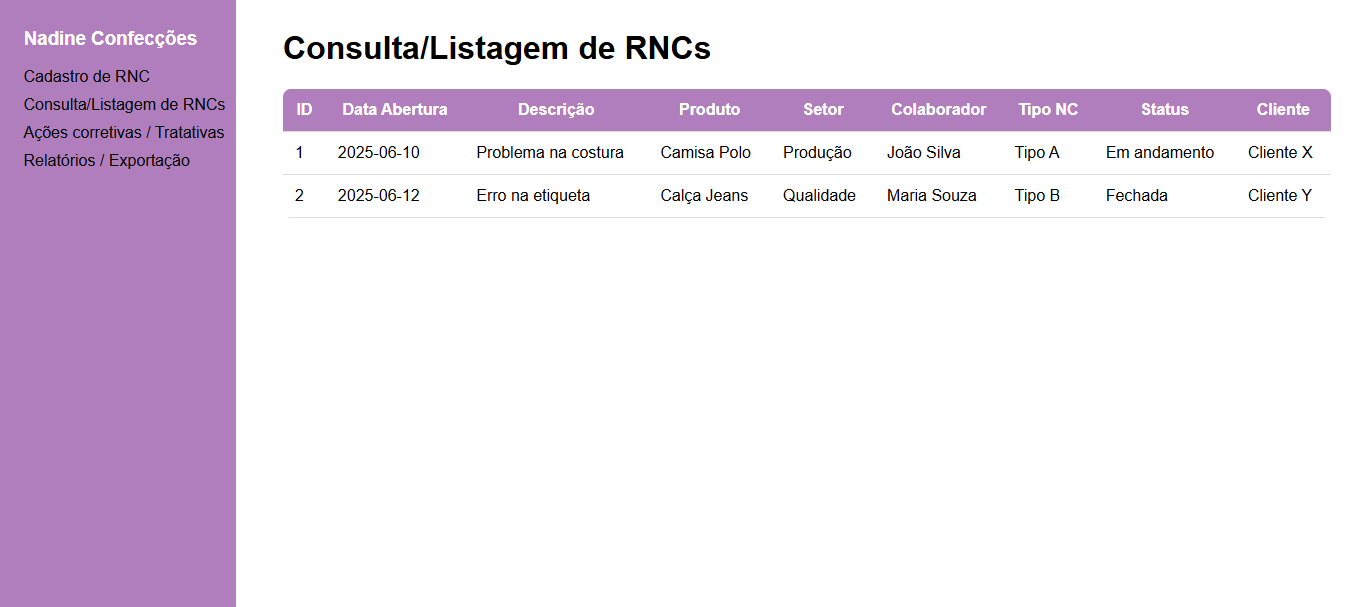 Nadine Confecções
Cadastro de RNC
Consulta/Listagem de RNCs
Ações corretivas / Tratativas
Relatórios / Exportação
Consulta/Listagem de RNCs
ID Data Abertura Descrição Produto Setor Colaborador Tipo NC Status Cliente
1 2025-06-10 Problema na costura Camisa Polo Produção João Silva Tipo A Em andamento Cliente X
2 2025-06-12 Erro na etiqueta Calça Jeans Qualidade Maria Souza Tipo B Fechada Cliente Y